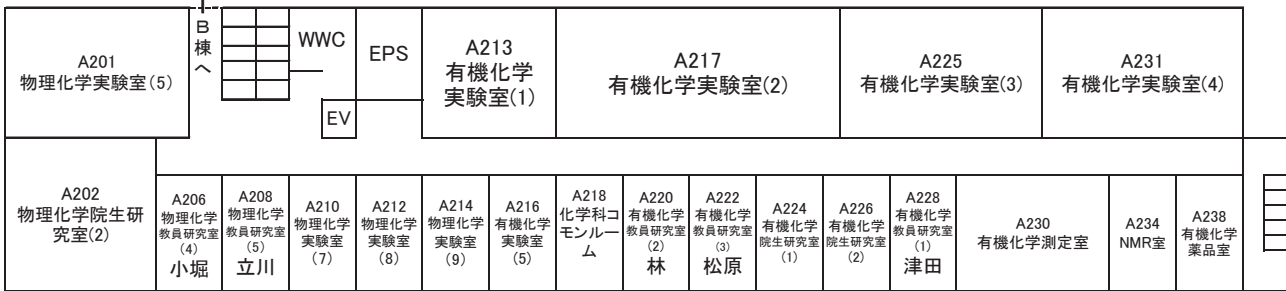 A201
物理化学実験室(5)
B
棟
へ
WWC
EPS
EV
A213
有機化学
実験室(1)
A217
有機化学実験室(2)
A225
有機化学実験室(3)
A231
有機化学実験室(4)
A202
物理化学院生研
究室(2)
A206
物理化学
教員研究室
(4)
小堀
A208
物理化学
教員研究室
(5)
立川
A210
物理化学
実験室
(7)
A212
物理化学
実験室
(8)
A214
物理化学
実験室
(9)
A216
有機化学
実験室
(5)
A218
化学科コ
モンルー
ム
A220
有機化学
教員研究室
(2)
林
A222
有機化学
教員研究室
(3)
松原
A224
有機化学
院生研究室
(1)
A226
有機化学
院生研究室
(2)
A228
有機化学
教員研究室
(1)
津田
A230
有機化学測定室
A234
NMR室
A238
有機化学
薬品室